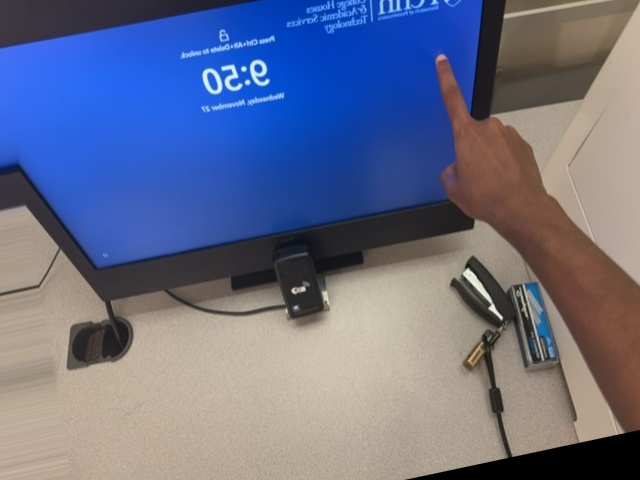 Penn
College Houses
& Academic Services
Technology
Press Ctrl+Alt+Delete to unlock.
9:50
Wednesday, November 27